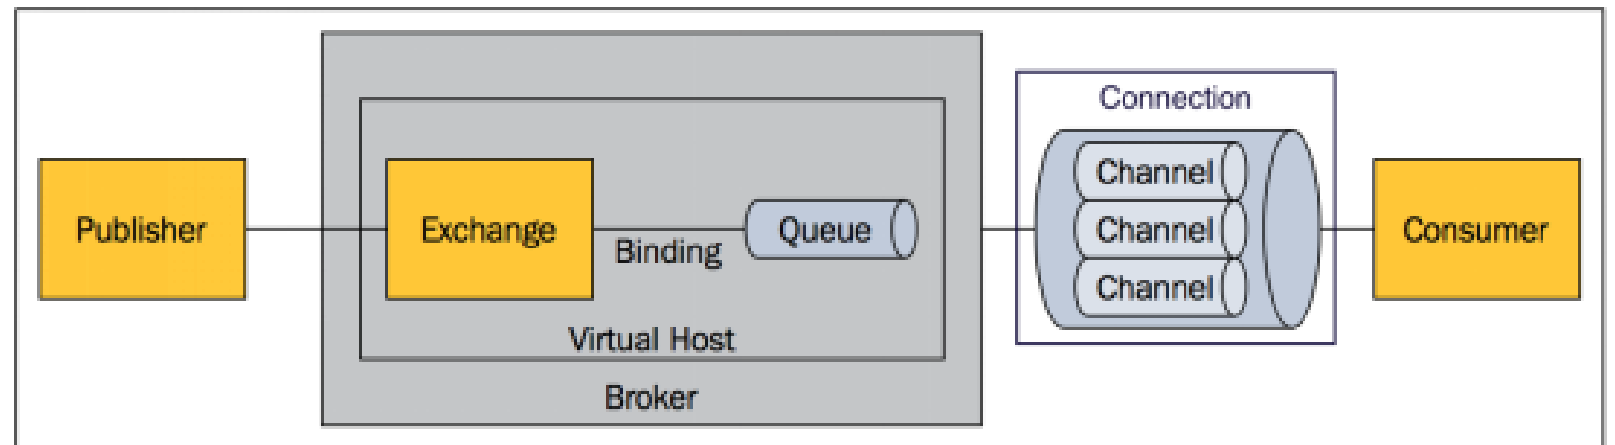 Publisher
Exchange
Binding
Queue
Virtual Host
Broker
Connection
Channel
Channel
Channel
Consumer